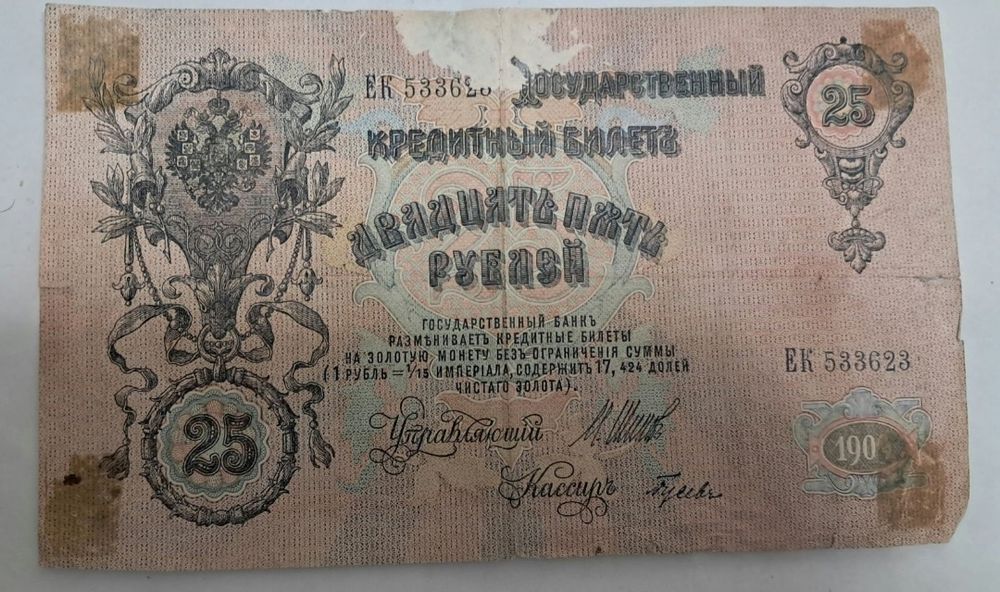 ЕК 533623 ГОСУДАРСТВЕННЫЙ
25
КРЕДИТНЫЙ БИЛЕТЪ
ДВАДЦАТЬ ПЯТЬ
РУБЛЕЙ
ГОСУДАРСТВЕННЫЙ БАНКЪ
РАЗМѢНИВАЕТЪ КРЕДИТНЫЕ БИЛЕТЫ
НА ЗОЛОТУЮ МОНЕТУ БЕЗЪ ОГРАНИЧЕНІЯ СУММЫ
(1 РУБЛЬ = 1/15 ИМПЕРІАЛА, СОДЕРЖИТЪ 17, 424 ДОЛЕЙ
ЧИСТАГО ЗОЛОТА).
ЕК 533623
25
Управляющій
Кассиръ
190